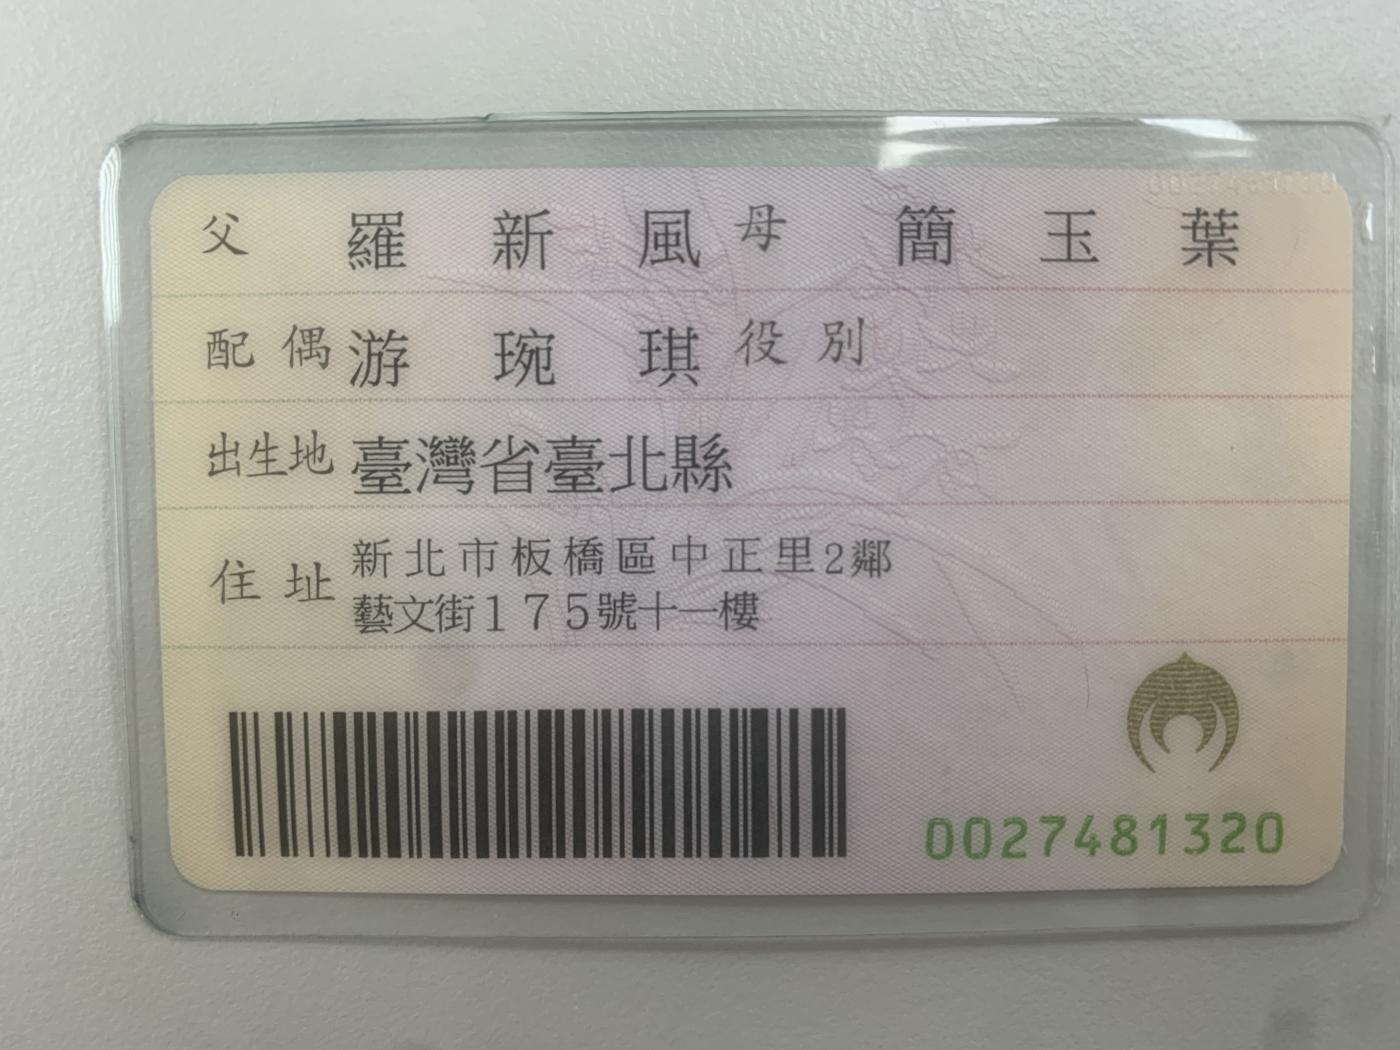 父 羅新風 母 簡玉葉
配偶 游琬琪 役別
出生地 臺灣省臺北縣
住址 新北市板橋區中正里2鄰
藝文街175號十一樓
0027481320